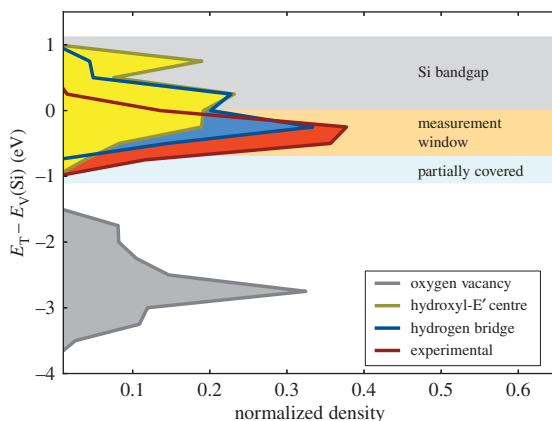 1
0
−1
−2
−3
−4
E_T − E_V(Si) (eV)
Si bandgap
measurement
window
partially covered
oxygen vacancy
hydroxyl-E′ centre
hydrogen bridge
experimental
0.1 0.2 0.3 0.4 0.5 0.6
normalized density